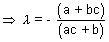 ⇒ λ = - (a + bc) / (ac + b)